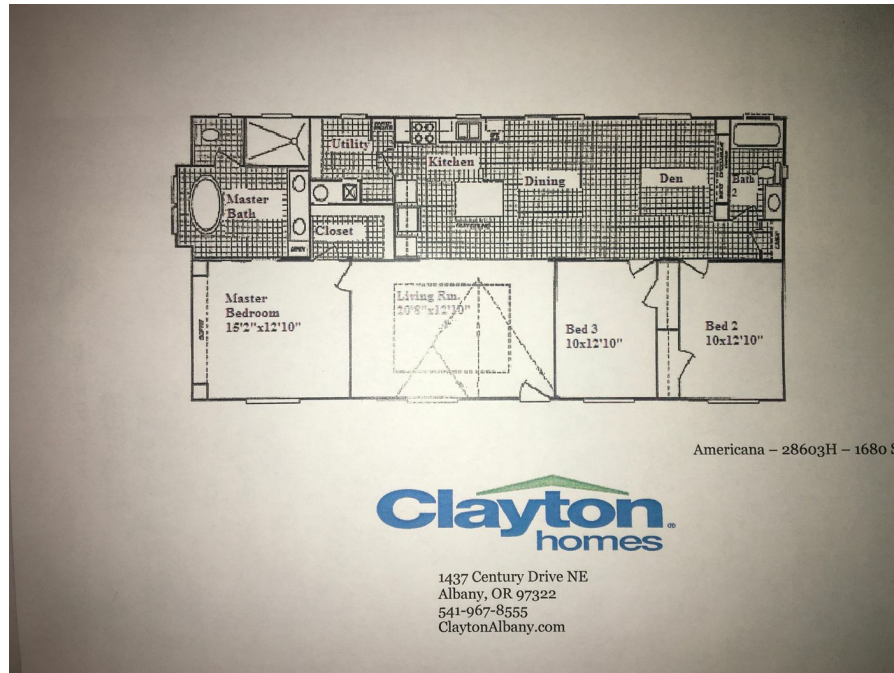 Utility
Kitchen
Dining
Den
Bath
2
Master
Bath
Closet
LINEN
Master
Bedroom
15'2"x12'10"
Living Rm.
20'8"x12'10"
Bed 3
10x12'10"
Bed 2
10x12'10"
Americana – 28603H – 1680 S
Clayton
homes
1437 Century Drive NE
Albany, OR 97322
541-967-8555
ClaytonAlbany.com